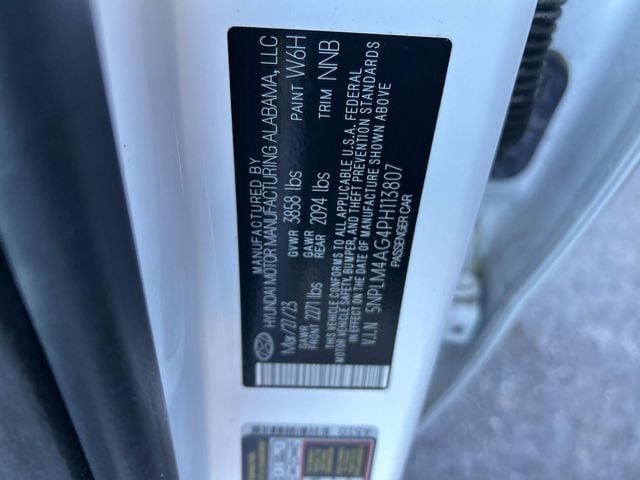 MANUFACTURED BY
HYUNDAI MOTOR MANUFACTURING ALABAMA, LLC
Mar/27/23 GVWR 3858 lbs PAINT W6H
GAWR FRONT 2271 lbs GAWR REAR 2094 lbs TRIM NNB
THIS VEHICLE CONFORMS TO ALL APPLICABLE U.S.A. FEDERAL
MOTOR VEHICLE SAFETY, BUMPER, AND THEFT PREVENTION STANDARDS
IN EFFECT ON THE DATE OF MANUFACTURE SHOWN ABOVE
V.I.N 5NPLM4AG4PH113807
PASSENGER CAR